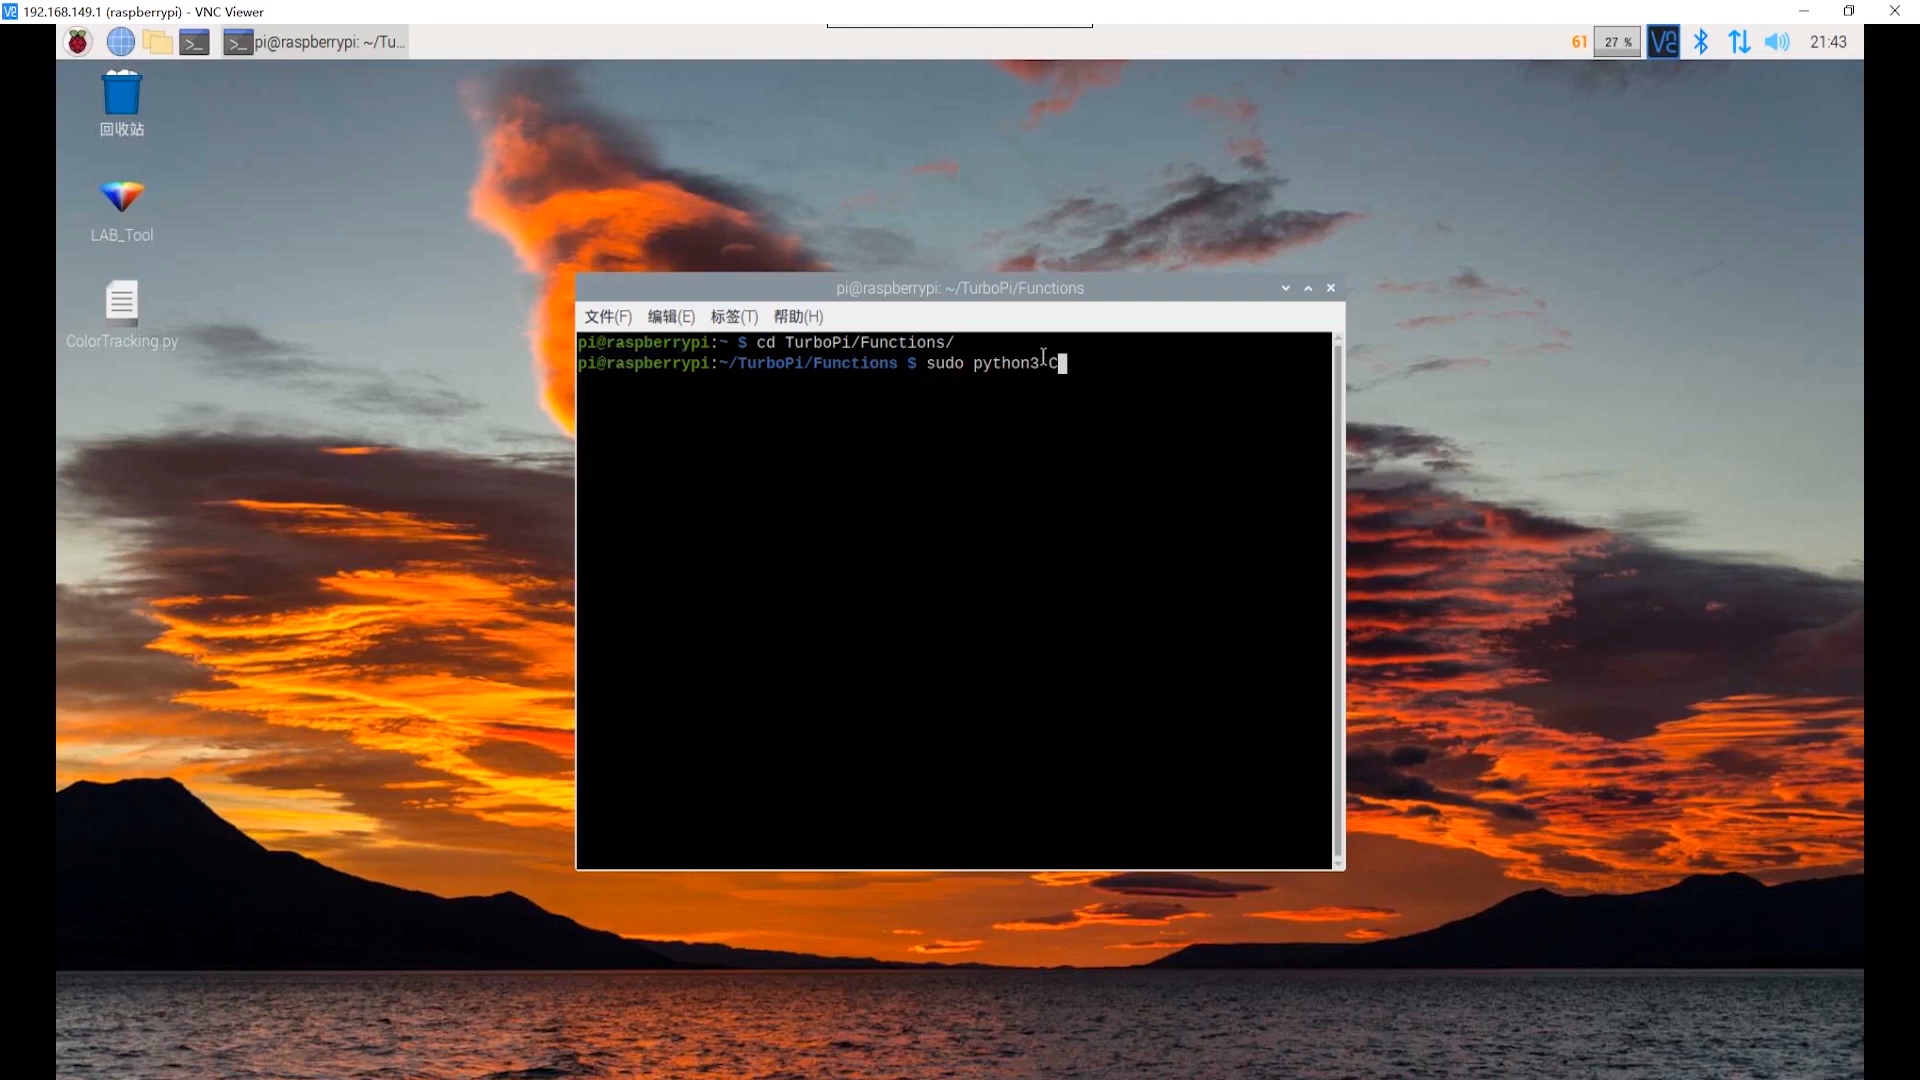 192.168.149.1 (raspberrypi) - VNC Viewer
pi@raspberrypi: ~/Tu...
61
27 %
21:43
回收站
LAB_Tool
ColorTracking.py
pi@raspberrypi: ~/TurboPi/Functions
文件(F) 编辑(E) 标签(T) 帮助(H)
pi@raspberrypi:~ $ cd TurboPi/Functions/
pi@raspberrypi:~/TurboPi/Functions $ sudo python3 C